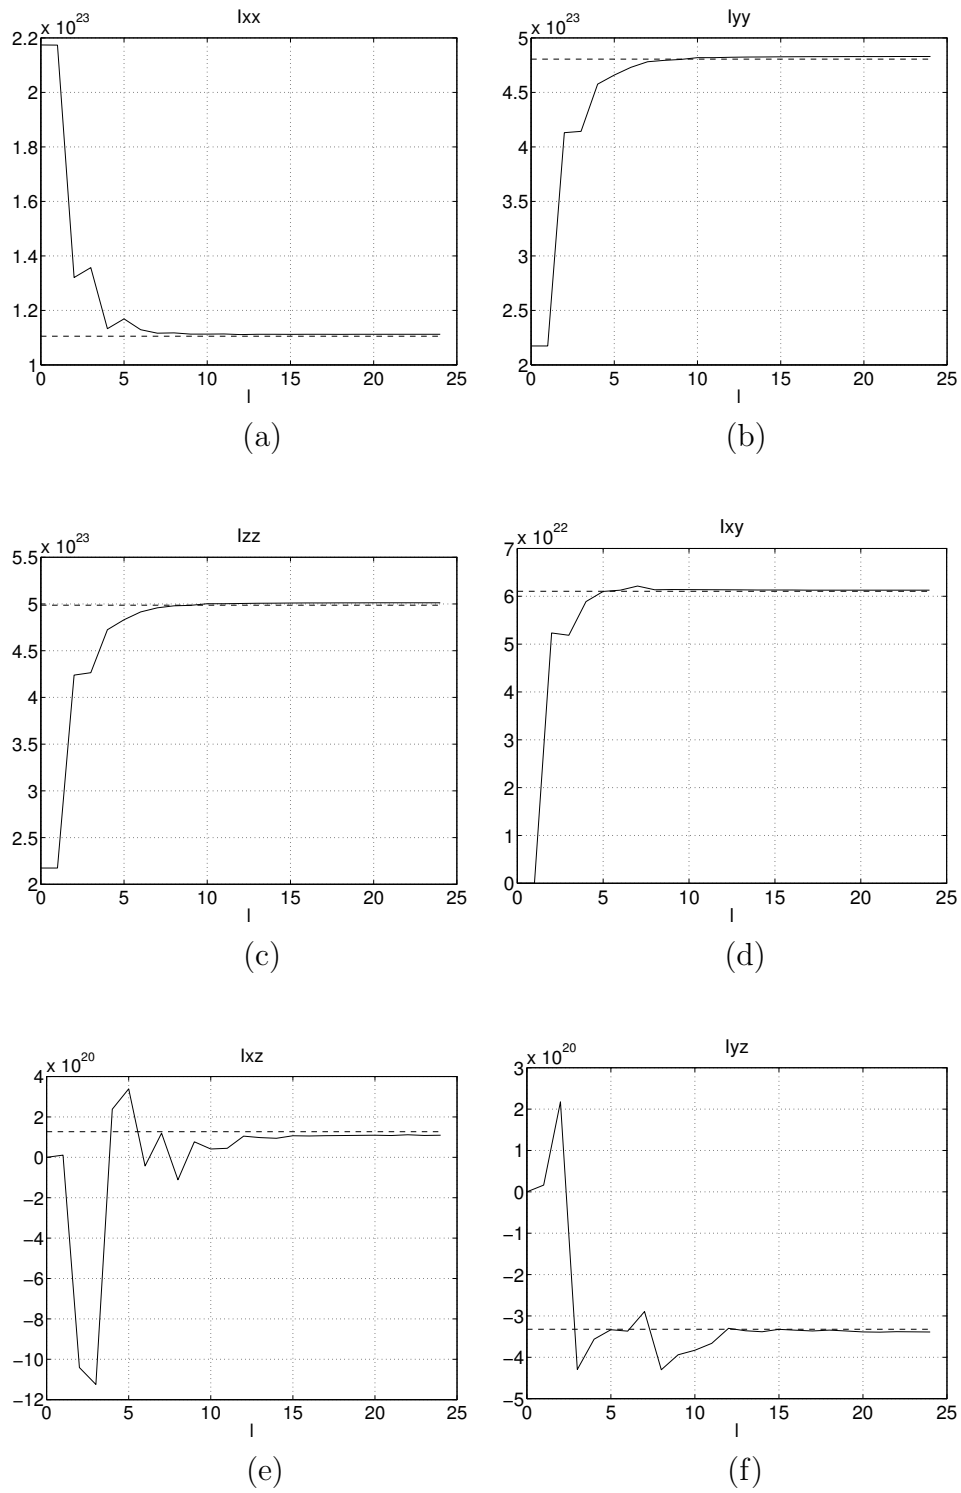 x 10^23 Ixx
2.2
2
1.8
1.6
1.4
1.2
1
0 5 10 15 20 25
l
(a)
x 10^23 Iyy
5
4.5
4
3.5
3
2.5
2
0 5 10 15 20 25
l
(b)
x 10^23 Izz
5.5
5
4.5
4
3.5
3
2.5
2
0 5 10 15 20 25
l
(c)
x 10^22 Ixy
7
6
5
4
3
2
1
0
0 5 10 15 20 25
l
(d)
x 10^20 Ixz
4
2
0
−2
−4
−6
−8
−10
−12
0 5 10 15 20 25
l
(e)
x 10^20 Iyz
3
2
1
0
−1
−2
−3
−4
−5
0 5 10 15 20 25
l
(f)